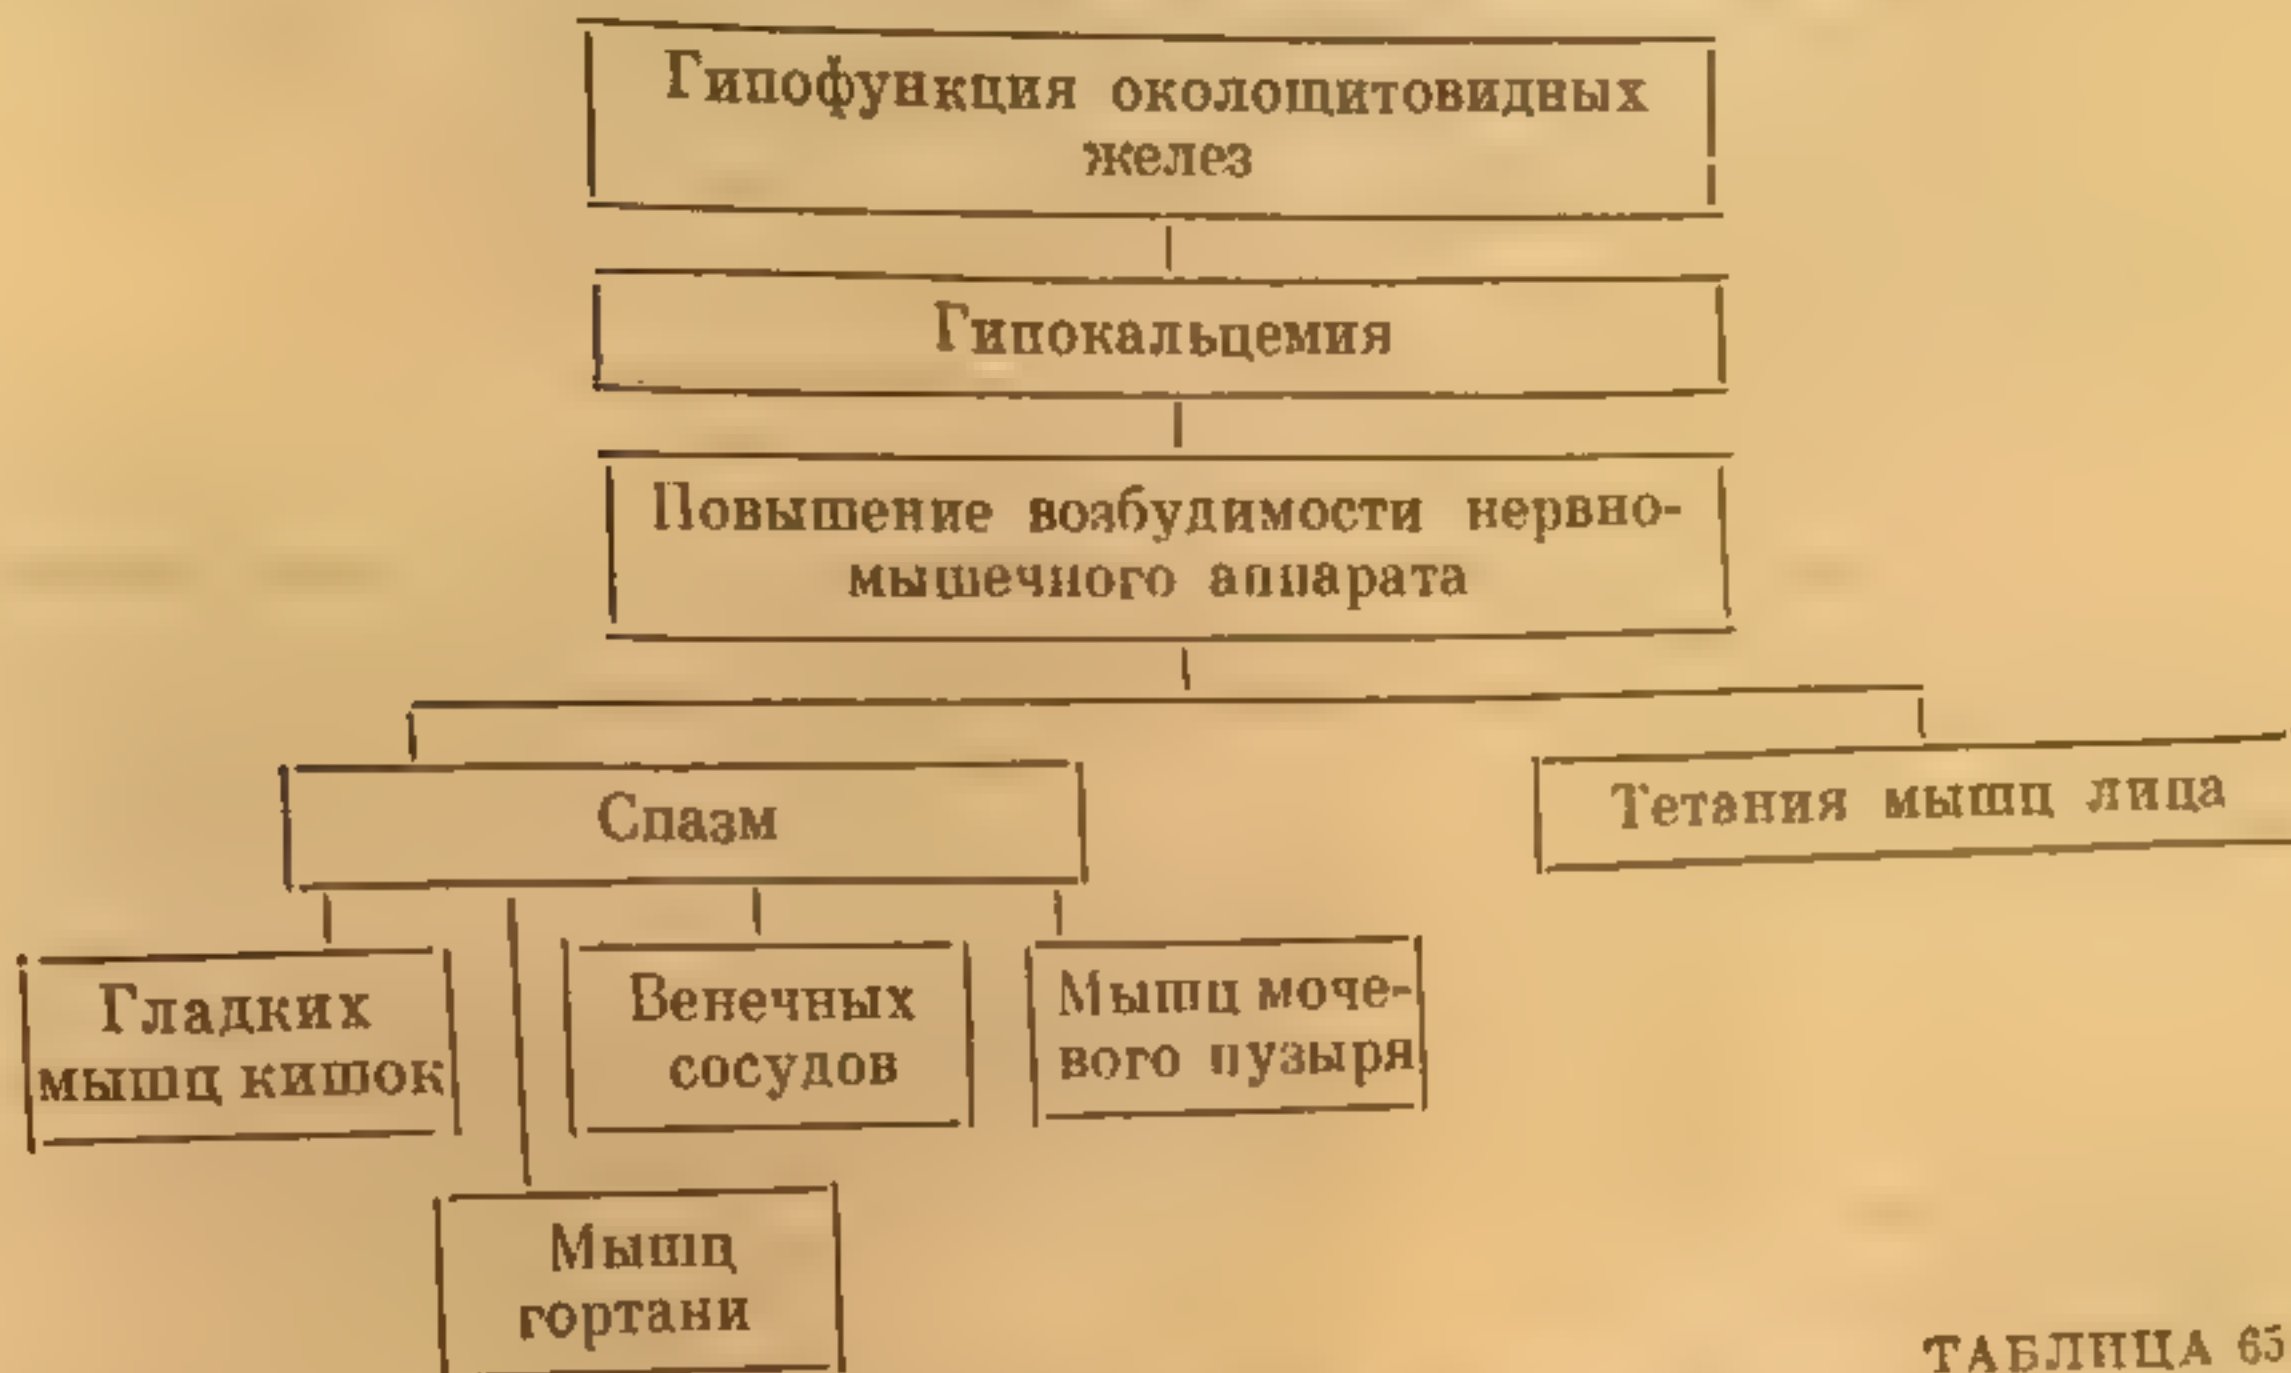 Гипофункция околощитовидных
желез
Гипокальцемия
Повышение возбудимости нервно-
мышечного аппарата
Спазм
Тетания мышц лица
Гладких
мышц кишок
Венечных
сосудов
Мышц моче-
вого пузыря
Мышц
гортани
ТАБЛИЦА 65